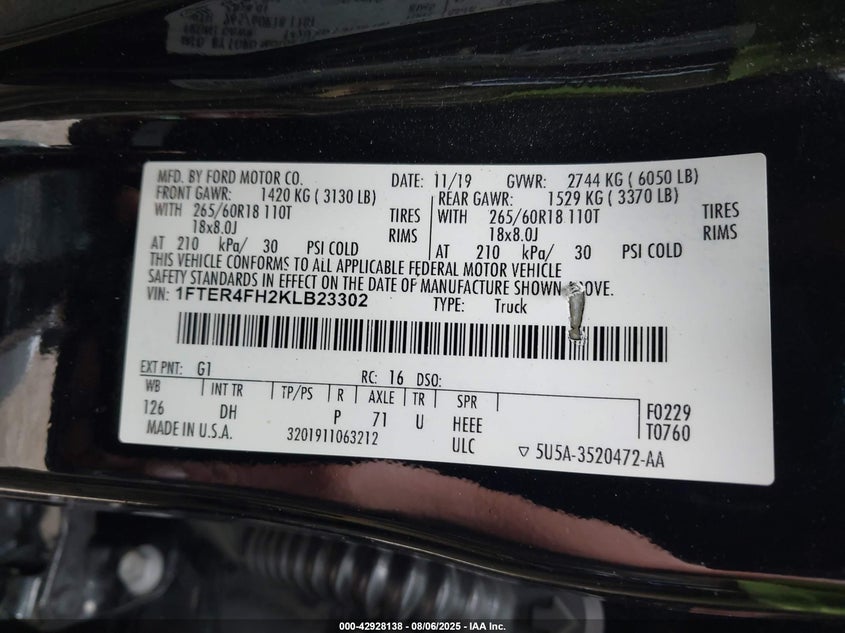 MFD. BY FORD MOTOR CO. DATE: 11/19 GVWR: 2744 KG ( 6050 LB)
FRONT GAWR: 1420 KG ( 3130 LB) REAR GAWR: 1529 KG ( 3370 LB)
WITH 265/60R18 110T TIRES WITH 265/60R18 110T TIRES
18x8.0J RIMS 18x8.0J RIMS
AT 210 kPa/ 30 PSI COLD AT 210 kPa/ 30 PSI COLD
THIS VEHICLE CONFORMS TO ALL APPLICABLE FEDERAL MOTOR VEHICLE
SAFETY STANDARDS IN EFFECT ON THE DATE OF MANUFACTURE SHOWN OVE.
VIN: 1FTER4FH2KLB23302 TYPE: Truck
EXT PNT: G1 RC: 16 DSO:
WB INT TR TP/PS R AXLE TR SPR
126 DH P 71 U HEEE F0229
ULC T0760
MADE IN U.S.A. 3201911063212 5U5A-3520472-AA
000-42928138 - 08/06/2025 - IAA Inc.